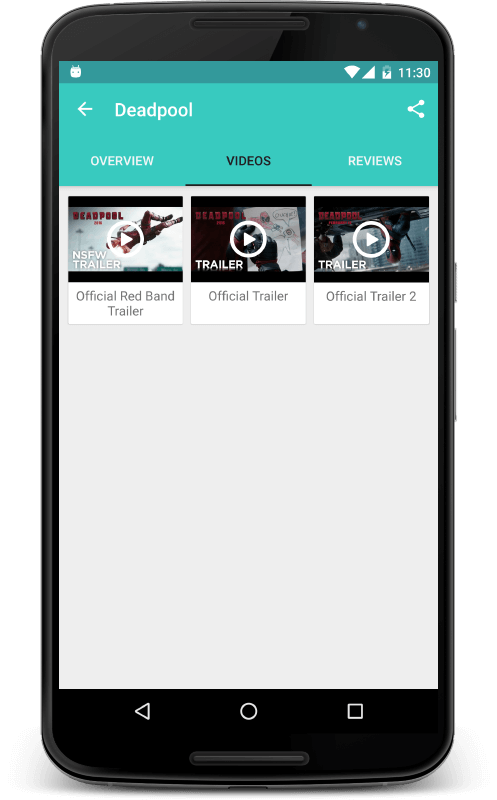 11:30
Deadpool
OVERVIEW VIDEOS REVIEWS
DEADPOOL
NSFW
TRAILER
DEADPOOL
TRAILER
DEADPOOL
TRAILER
Official Red Band
Trailer
Official Trailer
Official Trailer 2